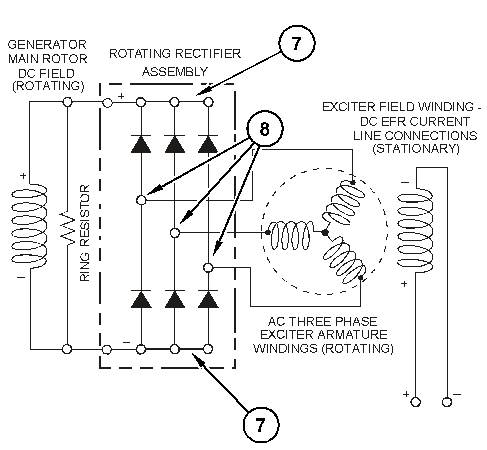 7
GENERATOR
MAIN ROTOR
DC FIELD
(ROTATING)
ROTATING RECTIFIER
ASSEMBLY
+
8
EXCITER FIELD WINDING -
DC EFR CURRENT
LINE CONNECTIONS
(STATIONARY)
+
–
RING RESISTOR
–
+
AC THREE PHASE
EXCITER ARMATURE
WINDINGS (ROTATING)
–
+
–
7